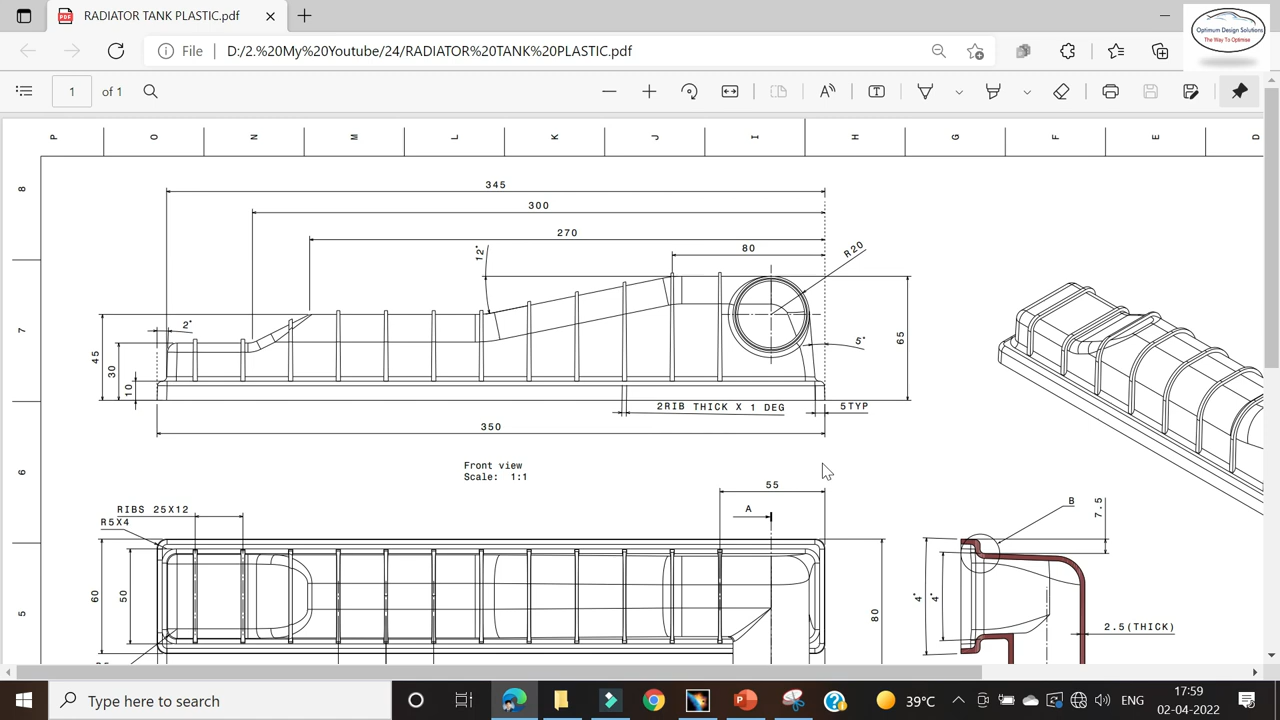 RADIATOR TANK PLASTIC.pdf
Optimum Design Solutions
The Way To Optimise
File D:/2.%20My%20Youtube/24/RADIATOR%20TANK%20PLASTIC.pdf
1 of 1
P O N M L K J I H G F E D
8
7
6
5
345
300
270
80
12°
R20
2°
5°
45
30
10
65
2RIB THICK X 1 DEG
5TYP
350
Front view
Scale: 1:1
55
A
RIBS 25X12
R5X4
60
50
80
B
7.5
4°
4°
2.5(THICK)
Type here to search
39°C
ENG
17:59
02-04-2022